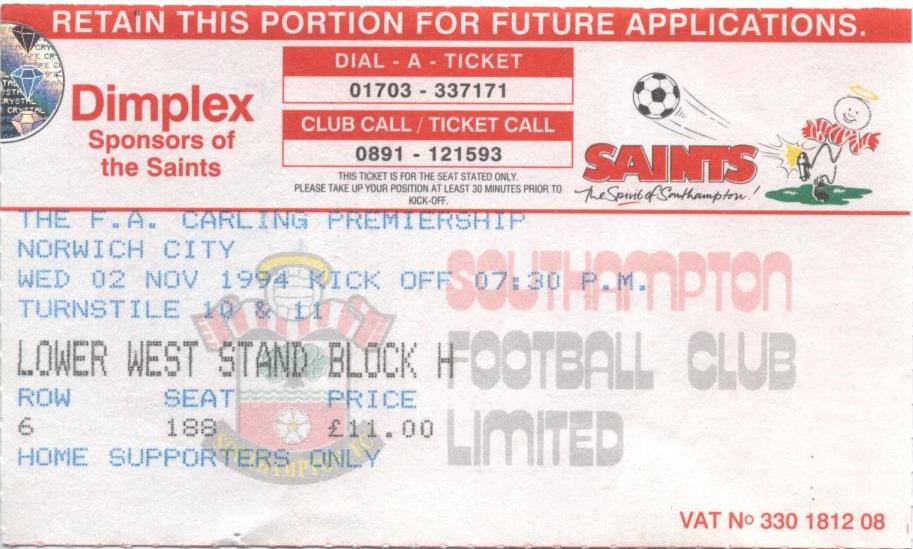 RETAIN THIS PORTION FOR FUTURE APPLICATIONS.
Dimplex
Sponsors of
the Saints
DIAL - A - TICKET
01703 - 337171
CLUB CALL / TICKET CALL
0891 - 121593
THIS TICKET IS FOR THE SEAT STATED ONLY.
PLEASE TAKE UP YOUR POSITION AT LEAST 30 MINUTES PRIOR TO
KICK-OFF.
SAINTS
The Spirit of Southampton!
THE F.A. CARLING PREMIERSHIP
NORWICH CITY
WED 02 NOV 1994 KICK OFF 07:30 P.M.
TURNSTILE 10 & 11
LOWER WEST STAND BLOCK H
ROW SEAT PRICE
6 188 £11.00
HOME SUPPORTERS ONLY
SOUTHAMPTON
FOOTBALL CLUB
LIMITED
SOUTHAMPTON FC
VAT No 330 1812 08